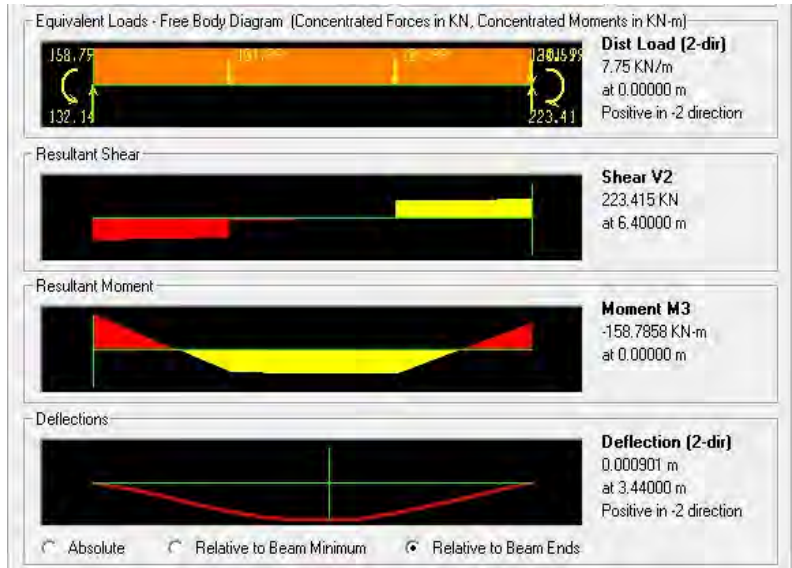 Equivalent Loads - Free Body Diagram (Concentrated Forces in KN, Concentrated Moments in KN-m)
158.79
Dist Load (2-dir)
7.75 KN/m
at 0.00000 m
Positive in -2 direction
132.14
223.41
Resultant Shear
Shear V2
223.415 KN
at 6.40000 m
Resultant Moment
Moment M3
-158.7858 KN-m
at 0.00000 m
Deflections
Deflection (2-dir)
0.000901 m
at 3.44000 m
Positive in -2 direction
Absolute Relative to Beam Minimum Relative to Beam Ends